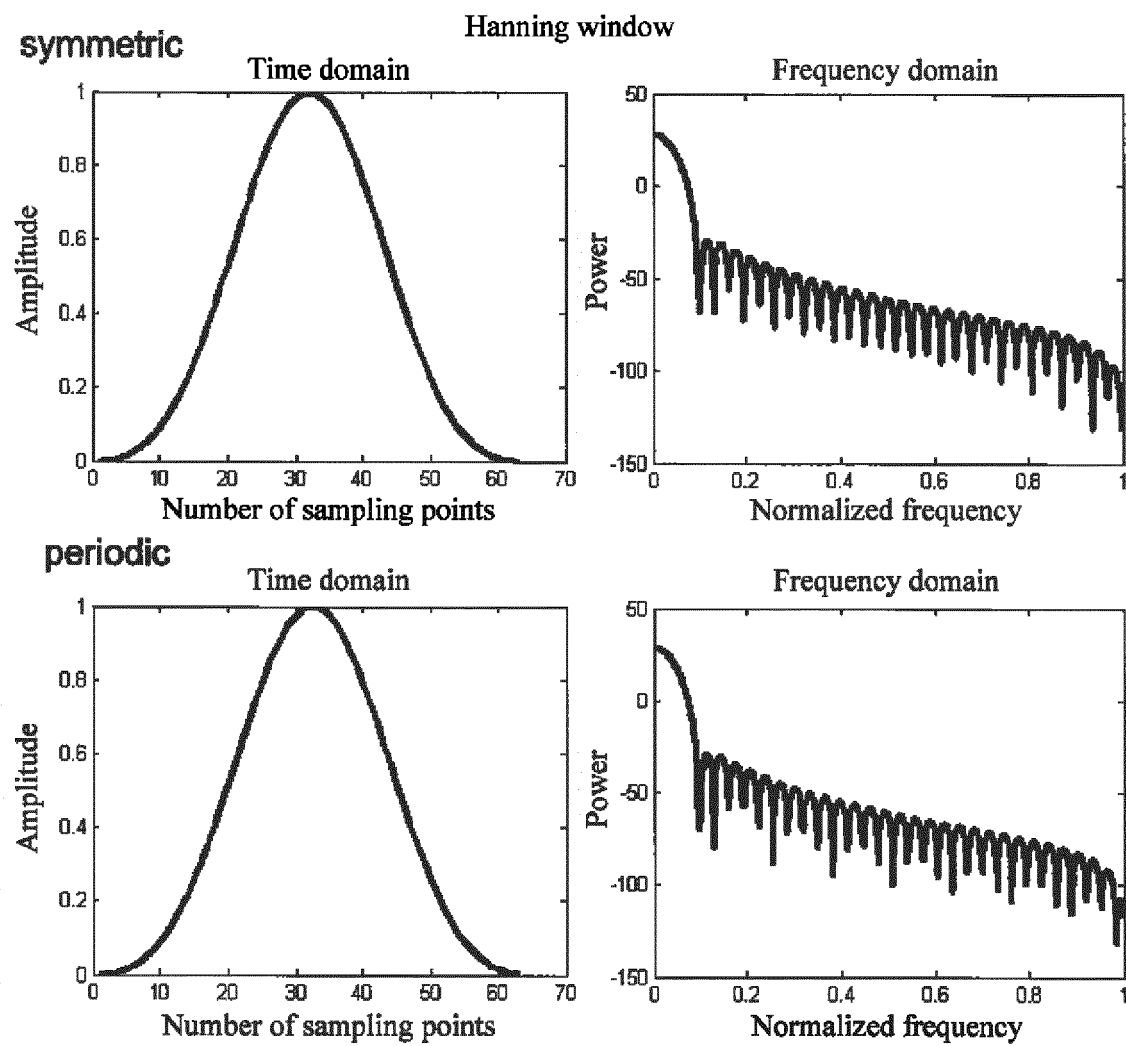 Hanning window
symmetric
Time domain
Amplitude
1
0.8
0.6
0.4
0.2
0
0 10 20 30 40 50 60 70
Number of sampling points
Frequency domain
Power
50
0
-50
-100
-150
0 0.2 0.4 0.6 0.8 1
Normalized frequency
periodic
Time domain
Amplitude
1
0.8
0.6
0.4
0.2
0
0 10 20 30 40 50 60 70
Number of sampling points
Frequency domain
Power
50
0
-50
-100
-150
0 0.2 0.4 0.6 0.8 1
Normalized frequency